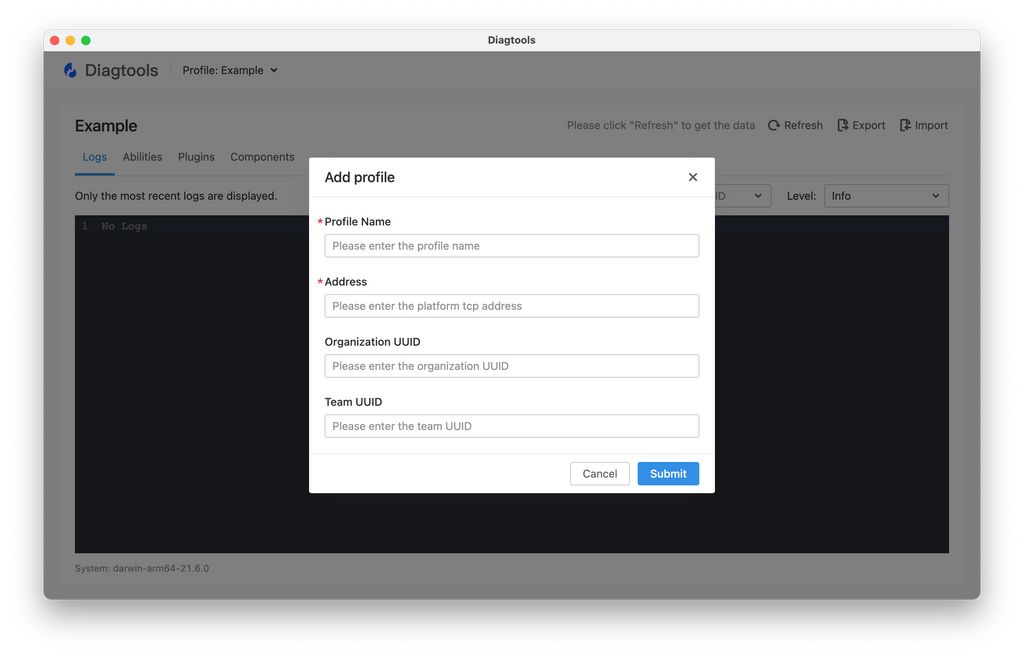 Diagtools
Diagtools Profile: Example
Example Please click "Refresh" to get the data Refresh Export Import
Logs Abilities Plugins Components
Only the most recent logs are displayed. ID Level: Info
1 No Logs
Add profile
*Profile Name
Please enter the profile name
*Address
Please enter the platform tcp address
Organization UUID
Please enter the organization UUID
Team UUID
Please enter the team UUID
Cancel Submit
System: darwin-arm64-21.6.0